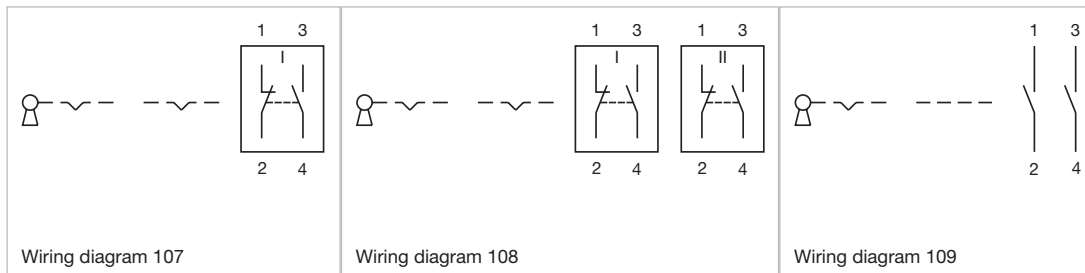 1 3
I
2 4
Wiring diagram 107
1 3 1 3
I II
2 4 2 4
Wiring diagram 108
1 3
2 4
Wiring diagram 109